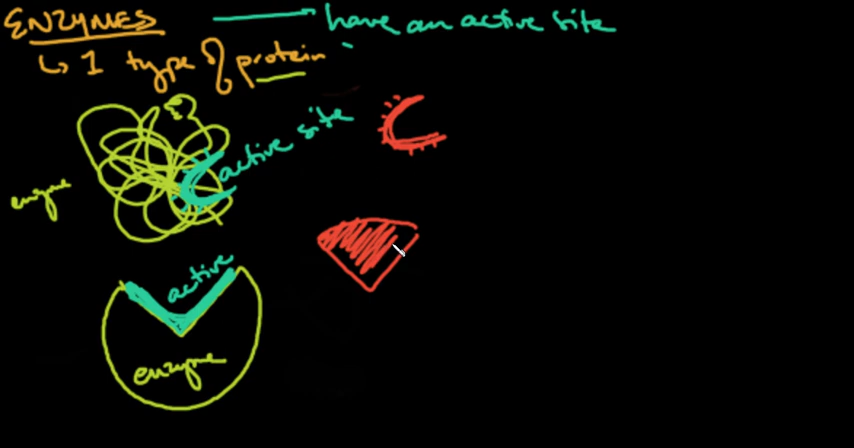 ENZYMES → have an active site
↳ 1 type of protein
active site
enzyme
active
enzyme